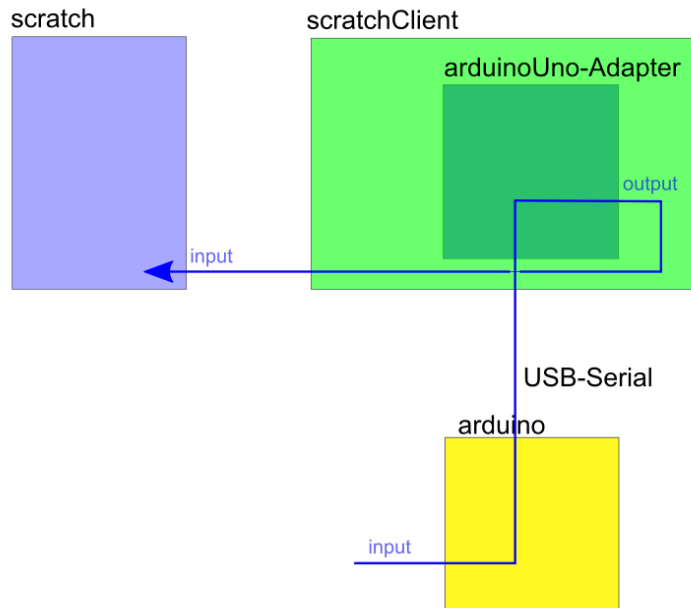 scratch
scratchClient
arduinoUno-Adapter
output
input
USB-Serial
arduino
input